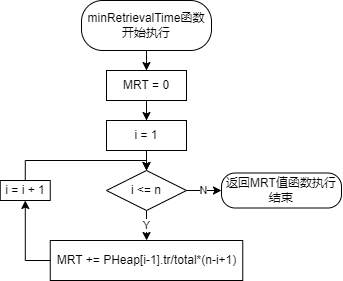 minRetrievalTime函数
开始执行
MRT = 0
i = 1
i = i + 1
i <= n
N
返回MRT值函数执行
结束
Y
MRT += PHeap[i-1].tr/total*(n-i+1)